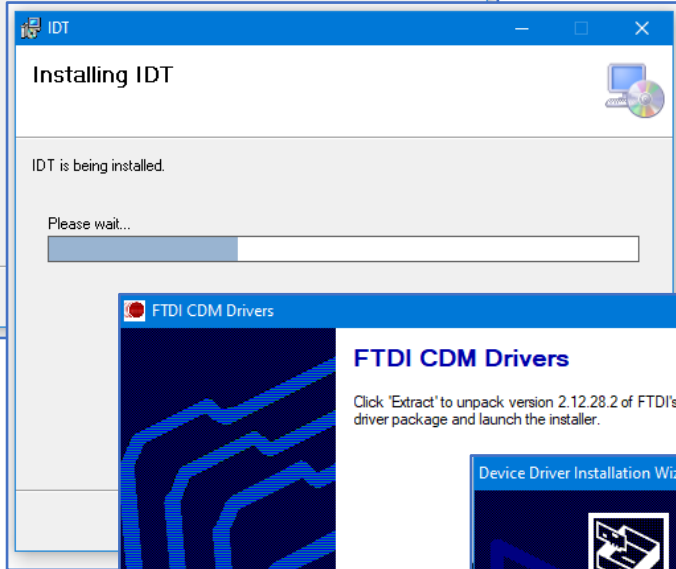 IDT
Installing IDT
IDT is being installed.
Please wait...
FTDI CDM Drivers
FTDI CDM Drivers
Click 'Extract' to unpack version 2.12.28.2 of FTDI's
driver package and launch the installer.
Device Driver Installation Wiz